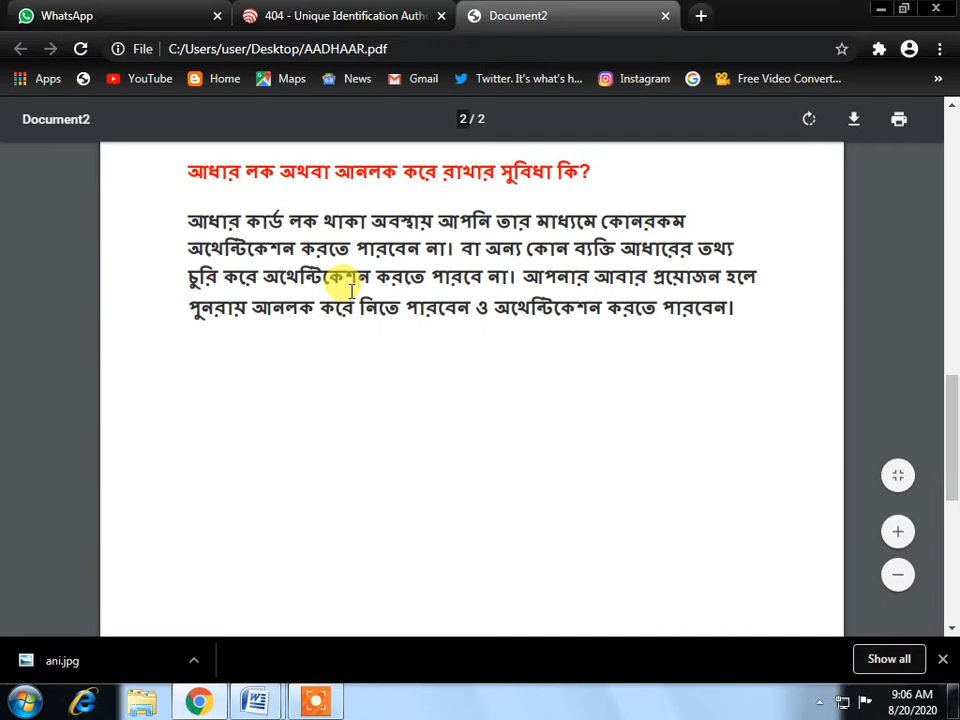 WhatsApp
404 - Unique Identification Autho
Document2
File C:/Users/user/Desktop/AADHAAR.pdf
Apps YouTube Home Maps News Gmail Twitter. It's what's h... Instagram Free Video Convert... »
Document2 2 / 2
আধার লক অথবা আনলক করে রাখার সুবিধা কি?
আধার কার্ড লক থাকা অবস্থায় আপনি তার মাধ্যমে কোনরকম
অথেন্টিকেশন করতে পারবেন না। বা অন্য কোন ব্যক্তি আধারের তথ্য
চুরি করে অথেন্টিকেশন করতে পারবে না। আপনার আবার প্রয়োজন হলে
পুনরায় আনলক করে নিতে পারবেন ও অথেন্টিকেশন করতে পারবেন।
ani.jpg
Show all
9:06 AM
8/20/2020